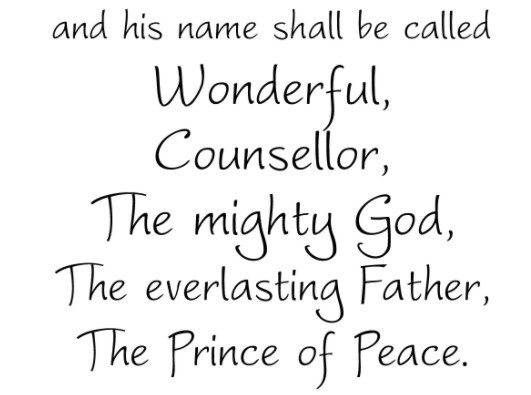 and his name shall be called
Wonderful,
Counsellor,
The mighty God,
The everlasting Father,
The Prince of Peace.